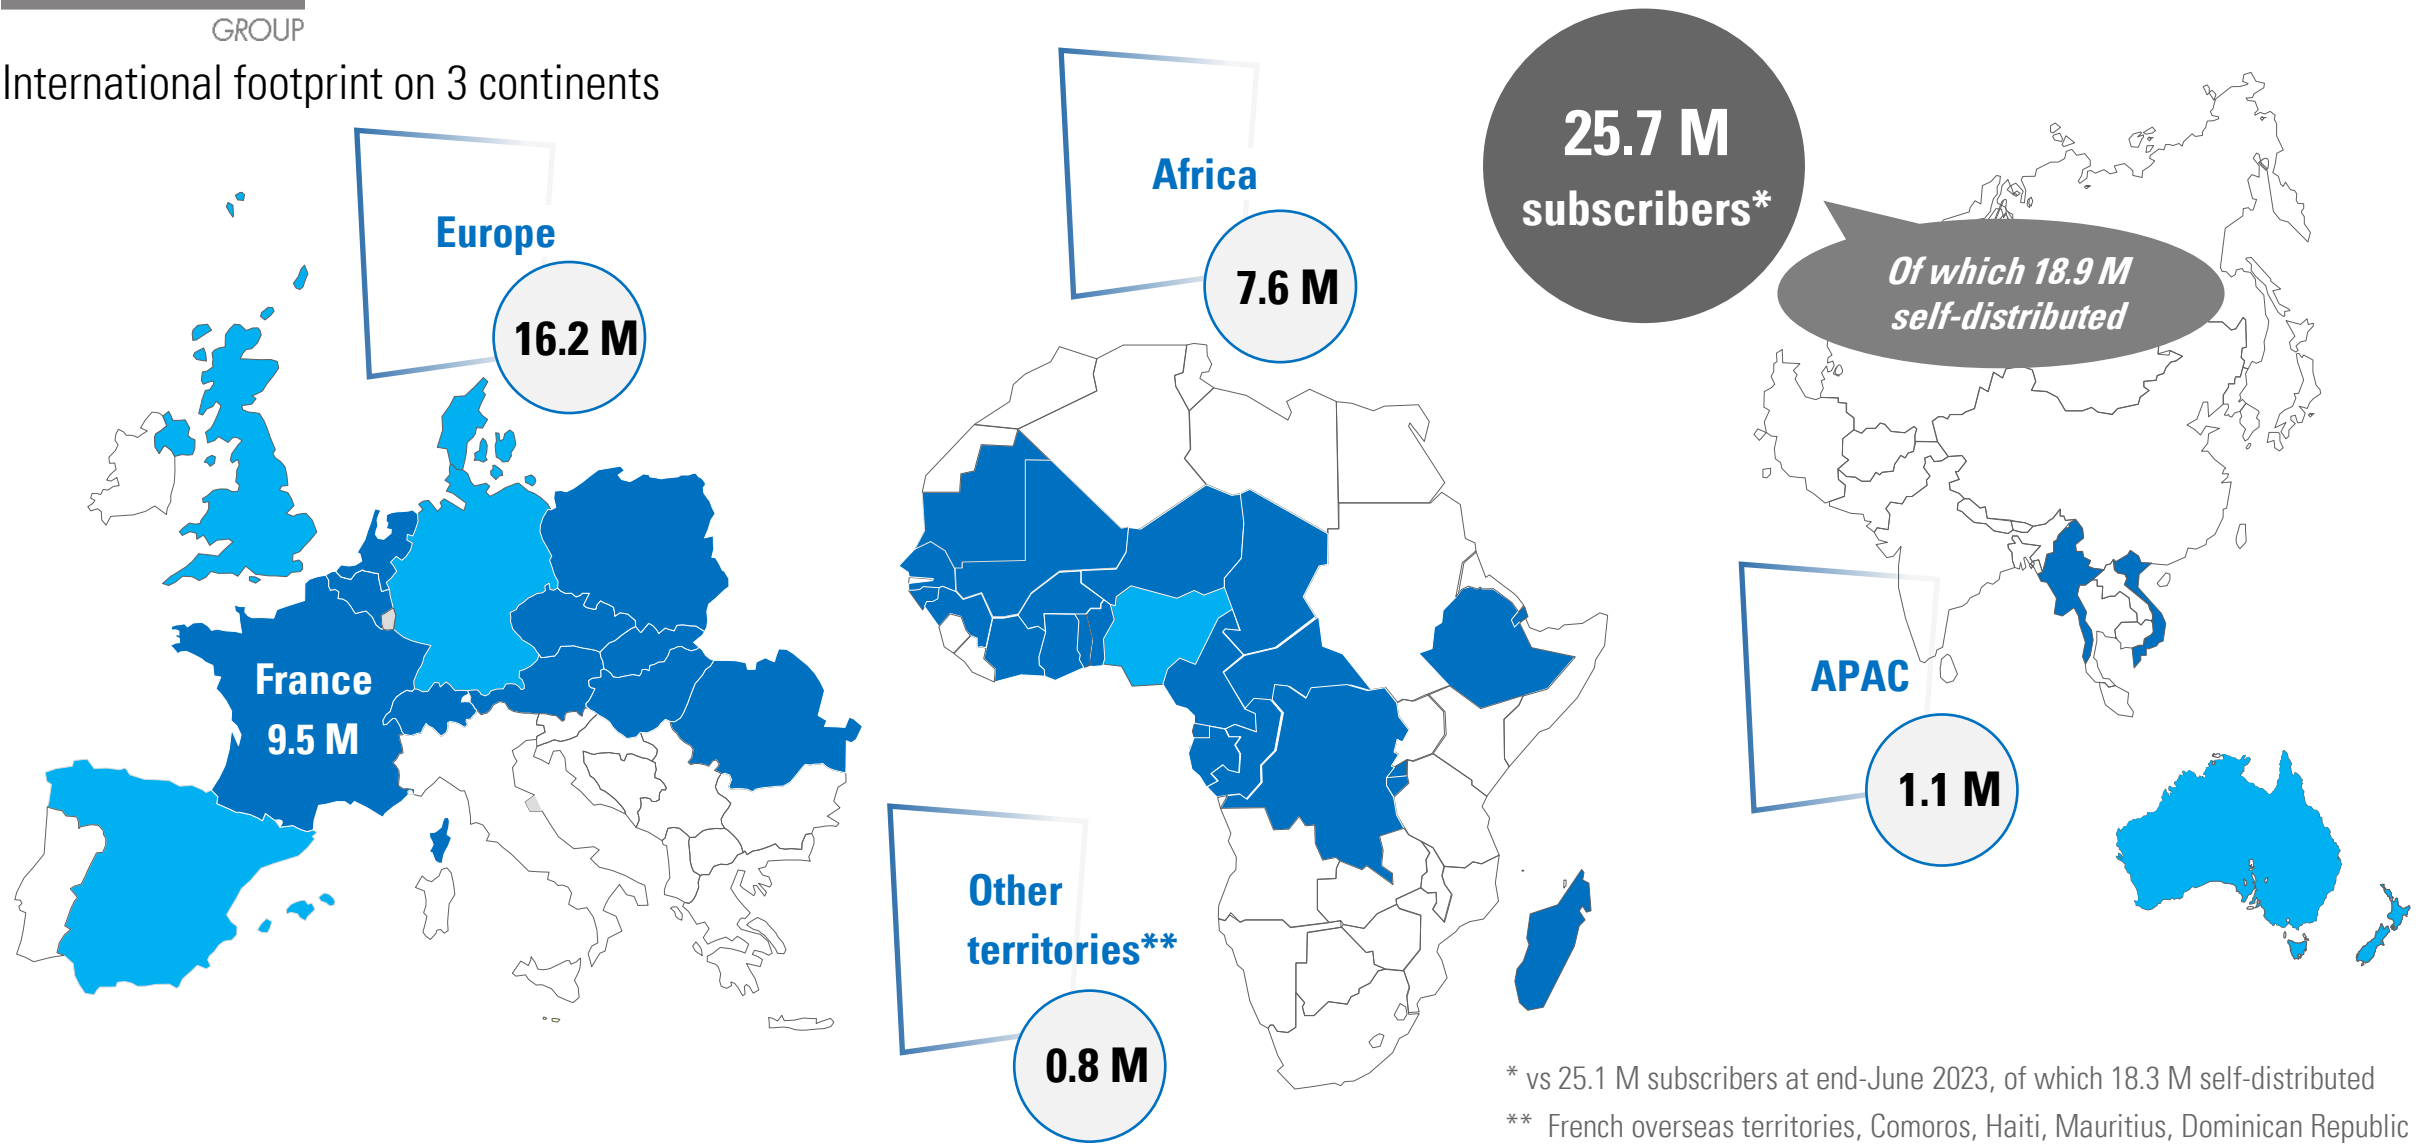 GROUP
International footprint on 3 continents
Europe
16.2 M
Africa
7.6 M
25.7 M
subscribers*
Of which 18.9 M
self-distributed
France
9.5 M
APAC
1.1 M
Other
territories**
0.8 M
* vs 25.1 M subscribers at end-June 2023, of which 18.3 M self-distributed
** French overseas territories, Comoros, Haiti, Mauritius, Dominican Republic